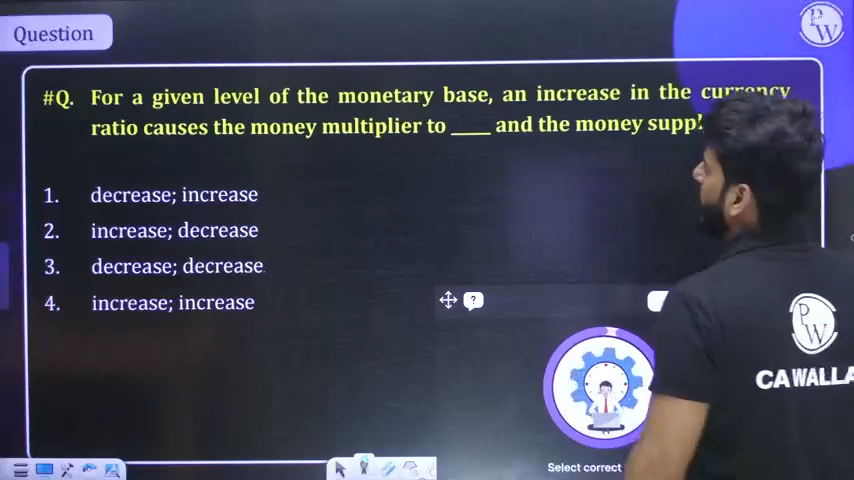 Question
PW
#Q. For a given level of the monetary base, an increase in the currency
ratio causes the money multiplier to ____ and the money
1. decrease; increase
2. increase; decrease
3. decrease; decrease
4. increase; increase
?
PW
CA WALLA
Select correct